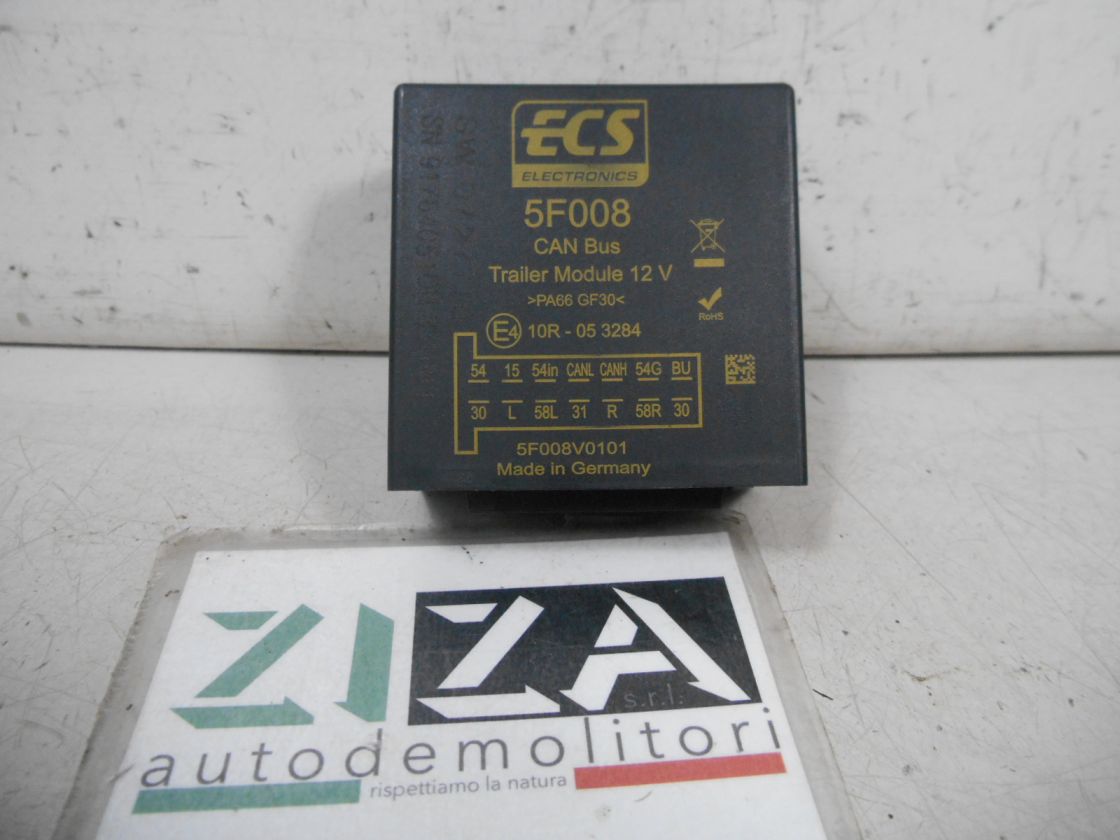 ECS
ELECTRONICS
5F008
CAN Bus
Trailer Module 12 V
>PA66 GF30<
RoHS
E4 10R - 05 3284
54 15 54in CANL CANH 54G BU
30 L 58L 31 R 58R 30
5F008V0101
Made in Germany
ZIZA
s.r.l.
autodemolitori
rispettiamo la natura